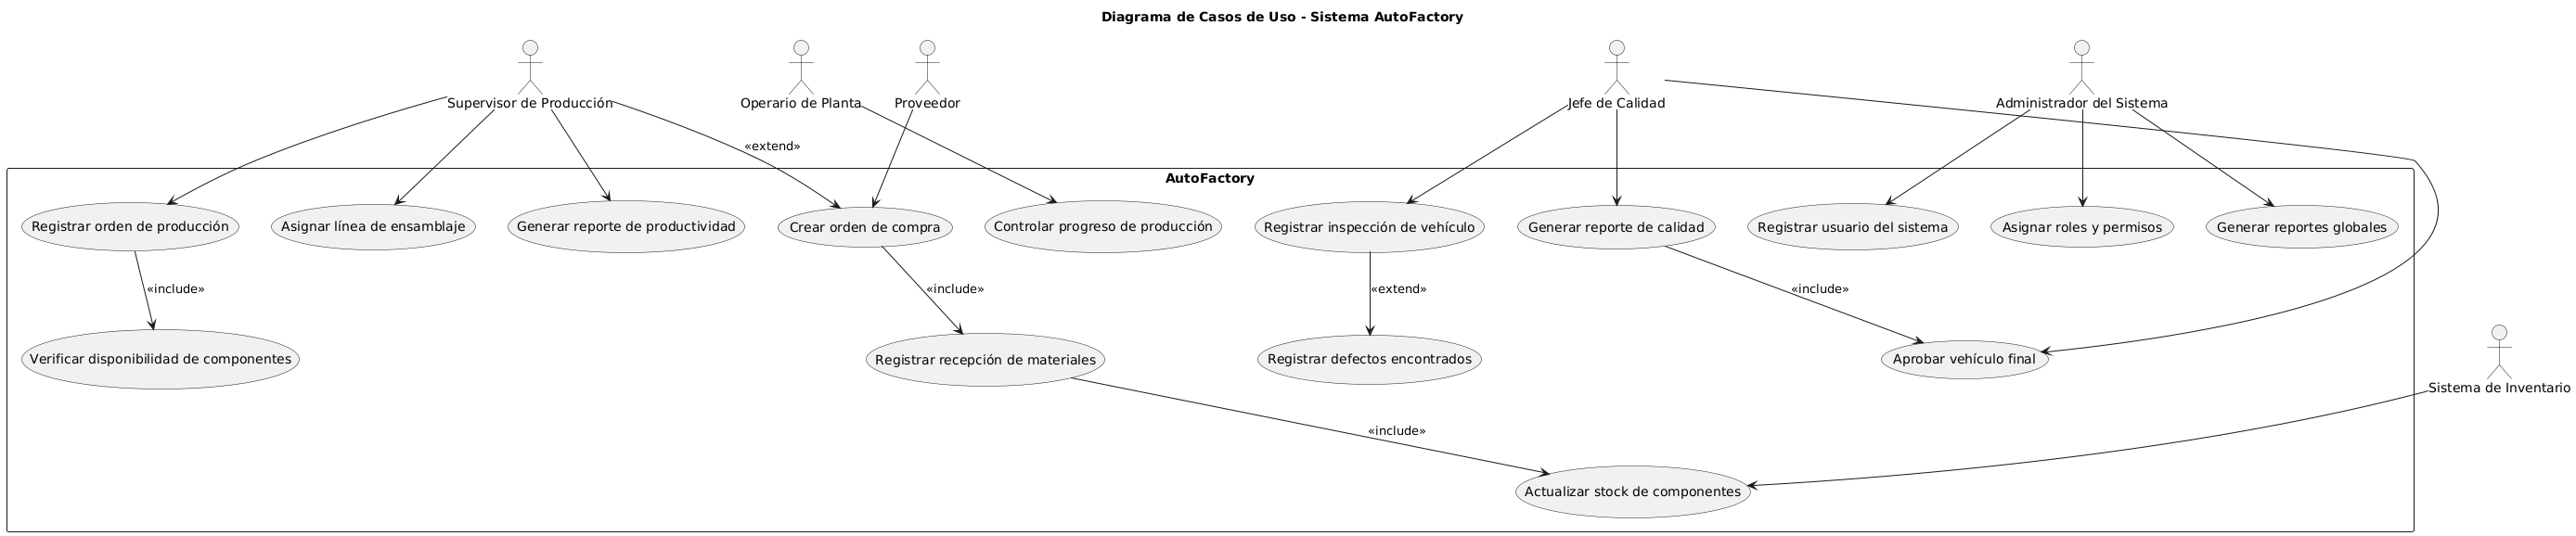 Diagrama de Casos de Uso - Sistema AutoFactory
Supervisor de Producción
Operario de Planta
Proveedor
Jefe de Calidad
Administrador del Sistema
«extend»
AutoFactory
Registrar orden de producción
Asignar línea de ensamblaje
Generar reporte de productividad
Crear orden de compra
Controlar progreso de producción
Registrar inspección de vehículo
Generar reporte de calidad
Registrar usuario del sistema
Asignar roles y permisos
Generar reportes globales
«include»
«include»
«extend»
«include»
Verificar disponibilidad de componentes
Registrar recepción de materiales
Registrar defectos encontrados
Aprobar vehículo final
Sistema de Inventario
«include»
Actualizar stock de componentes